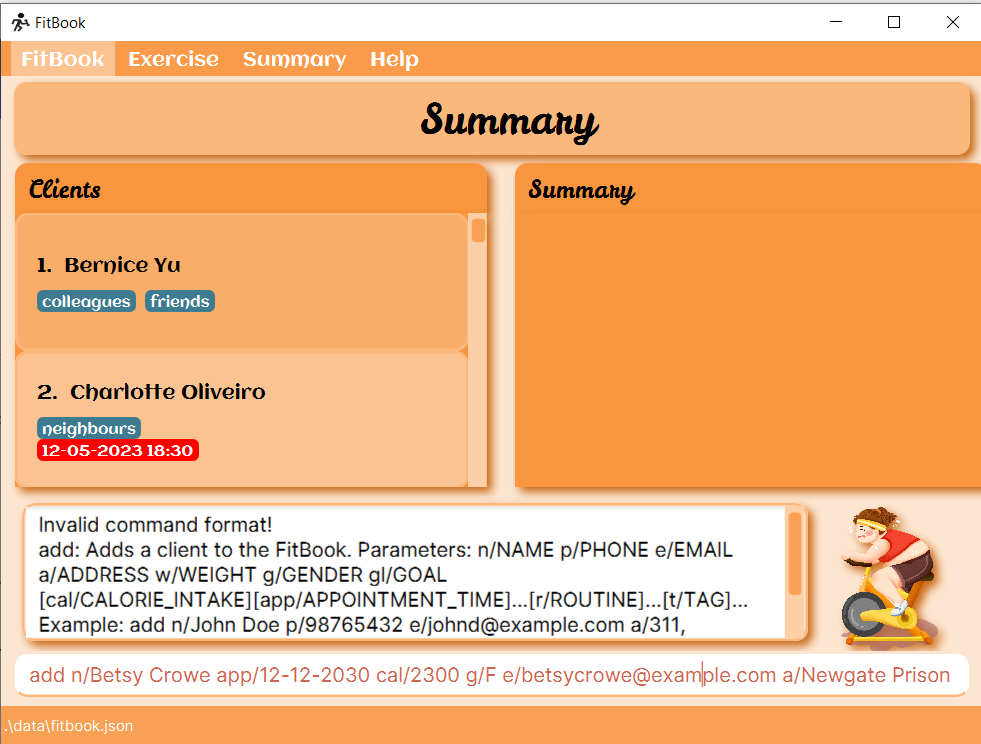 FitBook
FitBook Exercise Summary Help
Summary
Clients
1. Bernice Yu
colleagues friends
2. Charlotte Oliveiro
neighbours
12-05-2023 18:30
Summary
Invalid command format!
add: Adds a client to the FitBook. Parameters: n/NAME p/PHONE e/EMAIL
a/ADDRESS w/WEIGHT g/GENDER gl/GOAL
[cal/CALORIE_INTAKE][app/APPOINTMENT_TIME]...[r/ROUTINE]...[t/TAG]...
Example: add n/John Doe p/98765432 e/johnd@example.com a/311,
add n/Betsy Crowe app/12-12-2030 cal/2300 g/F e/betsycrowe@example.com a/Newgate Prison
.\data\fitbook.json